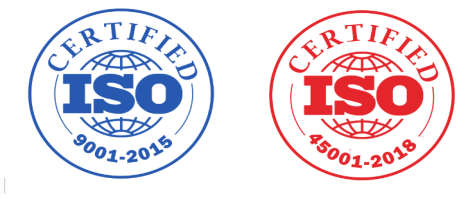 CERTIFIED
ISO
9001-2015
CERTIFIED
ISO
45001-2018